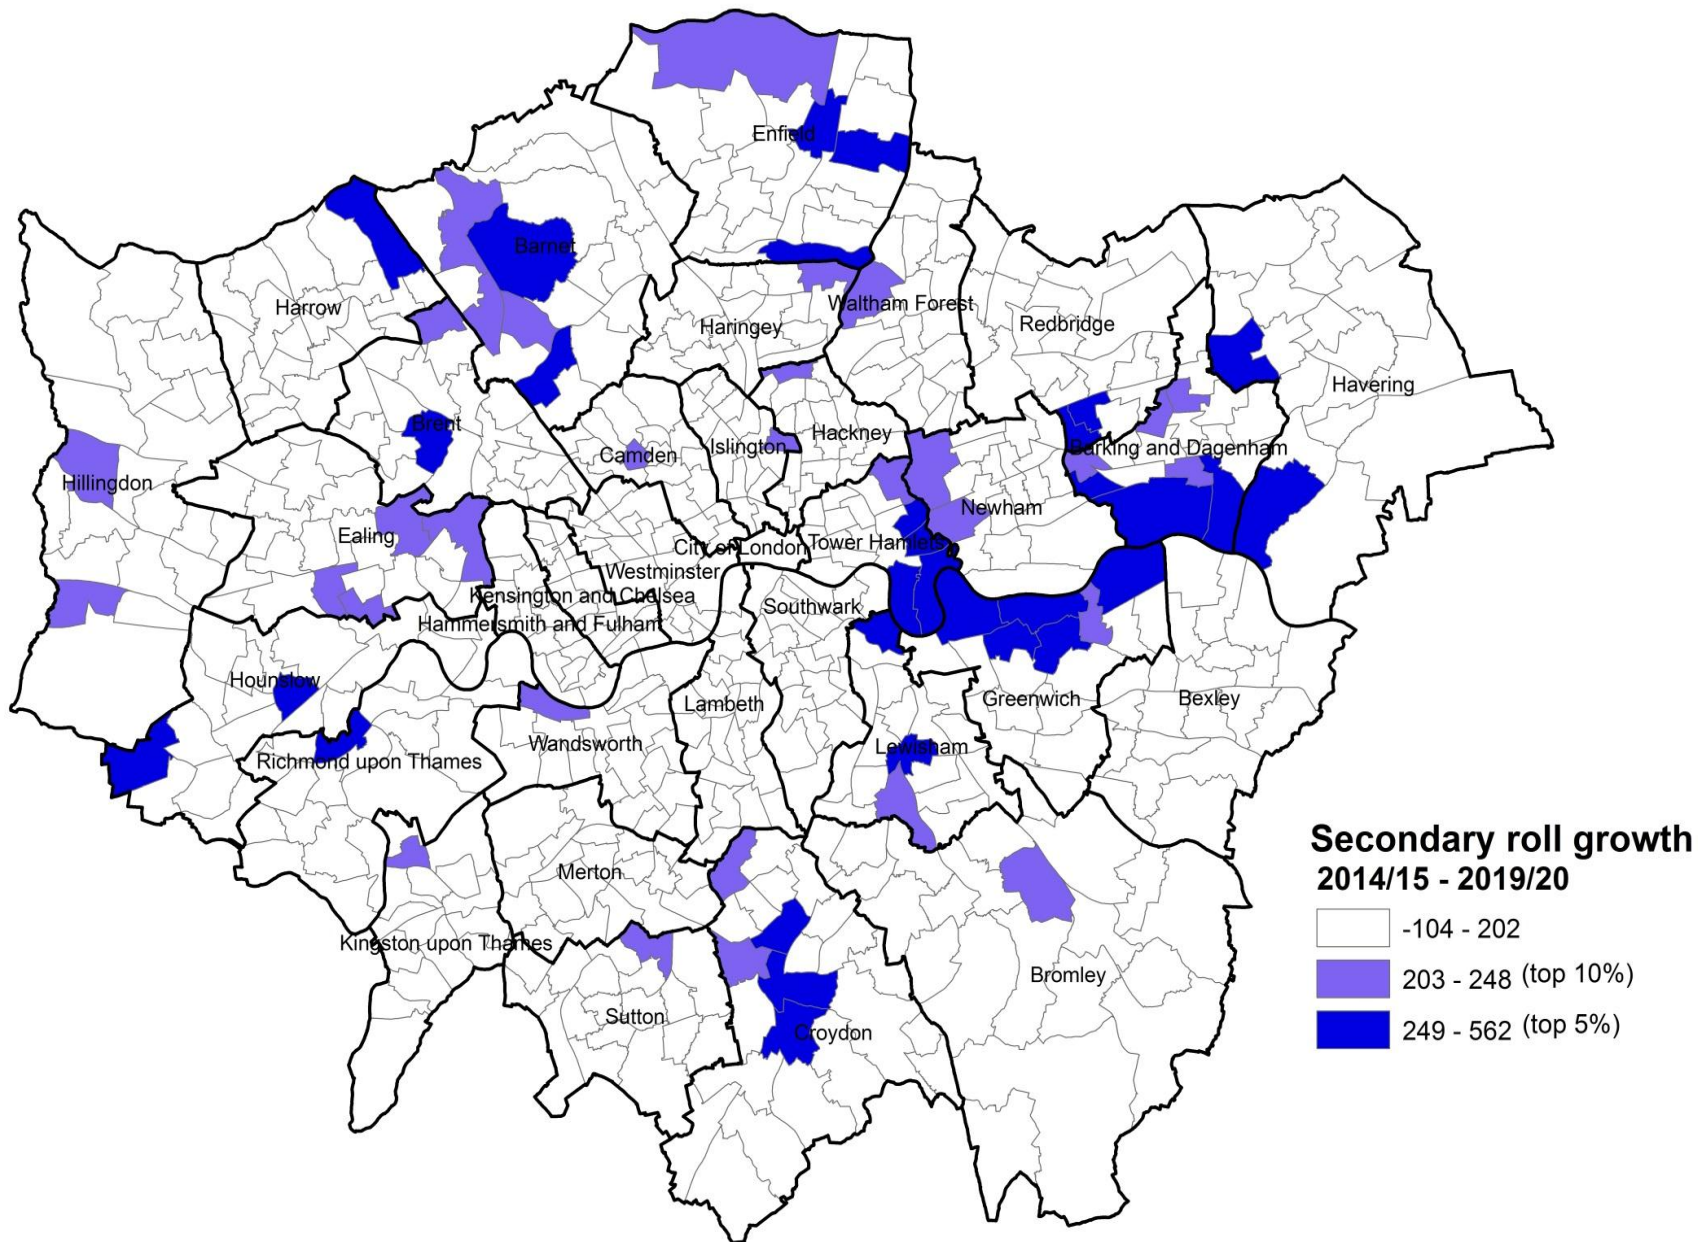 Enfield
Barnet
Harrow
Haringey
Waltham Forest
Redbridge
Havering
Brent
Camden
Islington
Hackney
Barking and Dagenham
Hillingdon
Ealing
Newham
City of London
Tower Hamlets
Westminster
Kensington and Chelsea
Southwark
Hammersmith and Fulham
Hounslow
Lambeth
Greenwich
Bexley
Richmond upon Thames
Wandsworth
Lewisham
Merton
Kingston upon Thames
Sutton
Croydon
Bromley
Secondary roll growth
2014/15 - 2019/20
-104 - 202
203 - 248 (top 10%)
249 - 562 (top 5%)